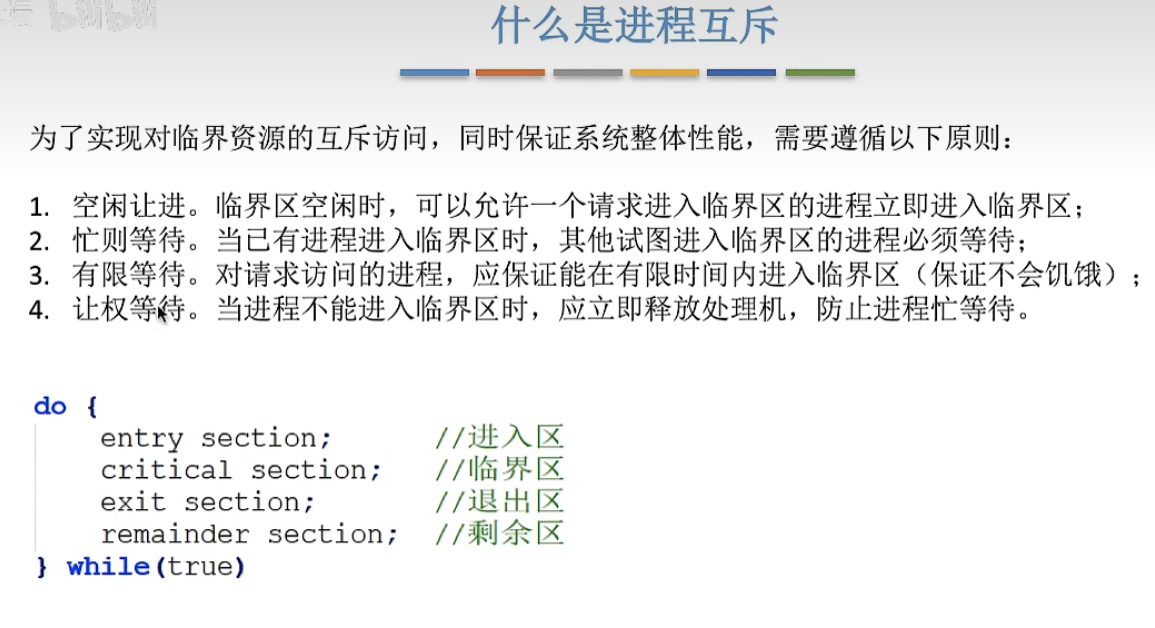 bilibili
什么是进程互斥
为了实现对临界资源的互斥访问，同时保证系统整体性能，需要遵循以下原则：
1. 空闲让进。临界区空闲时，可以允许一个请求进入临界区的进程立即进入临界区；
2. 忙则等待。当已有进程进入临界区时，其他试图进入临界区的进程必须等待；
3. 有限等待。对请求访问的进程，应保证能在有限时间内进入临界区（保证不会饥饿）；
4. 让权等待。当进程不能进入临界区时，应立即释放处理机，防止进程忙等待。
do {
entry section; //进入区
critical section; //临界区
exit section; //退出区
remainder section; //剩余区
} while(true)